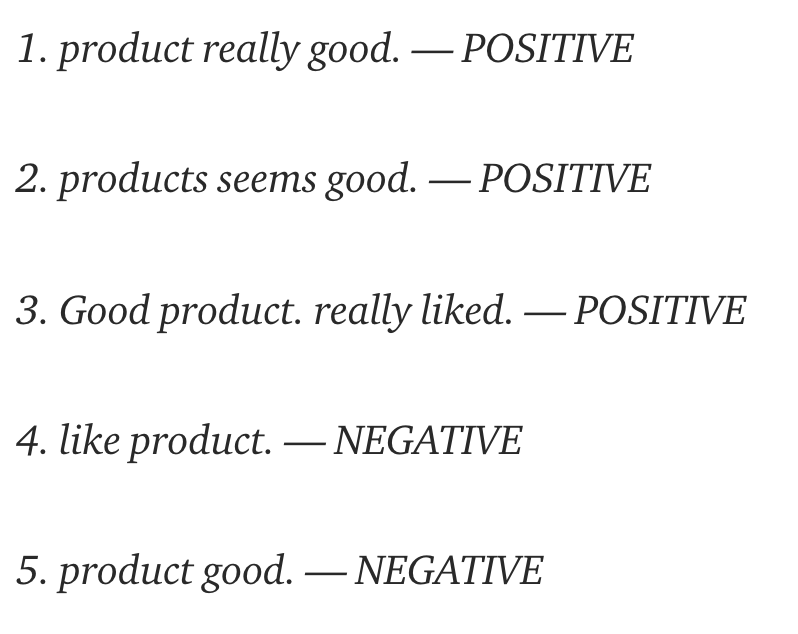 1. product really good. — POSITIVE
2. products seems good. — POSITIVE
3. Good product. really liked. — POSITIVE
4. like product. — NEGATIVE
5. product good. — NEGATIVE